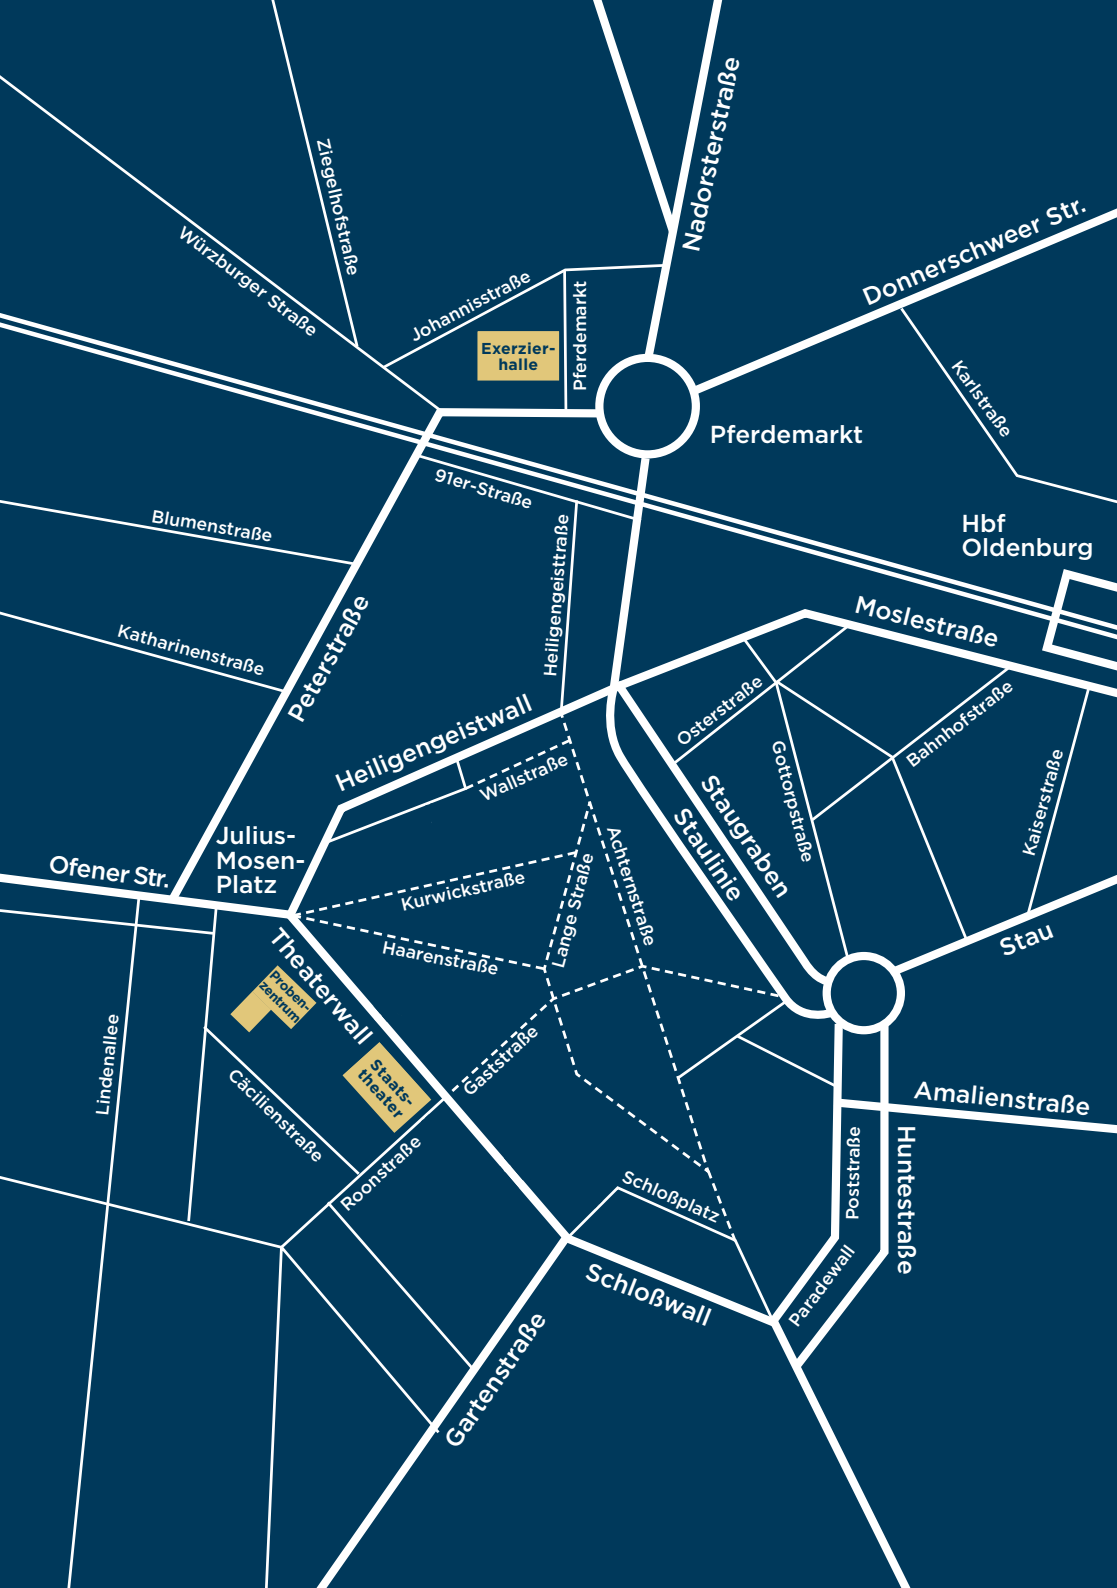 Nadorsterstraße
Ziegelhofstraße
Würzburger Straße
Donnerschweer Str.
Johannisstraße
Pferdemarkt
Exerzier-
halle
Karlstraße
Pferdemarkt
91er-Straße
Blumenstraße
Heiligengeisttraße
Hbf
Oldenburg
Katharinenstraße
Peterstraße
Moslestraße
Osterstraße
Bahnhofstraße
Heiligengeistwall
Wallstraße
Gottorpstraße
Kaiserstraße
Staugraben
Staulinie
Julius-
Mosen-
Platz
Ofener Str.
Kurwickstraße
Lange Straße
Achternstraße
Haarenstraße
Stau
Theaterwall
Proben-
zentrum
Lindenallee
Gaststraße
Staats-
theater
Cäcilienstraße
Amalienstraße
Roonstraße
Poststraße
Huntestraße
Schloßplatz
Paradewall
Schloßwall
Gartenstraße